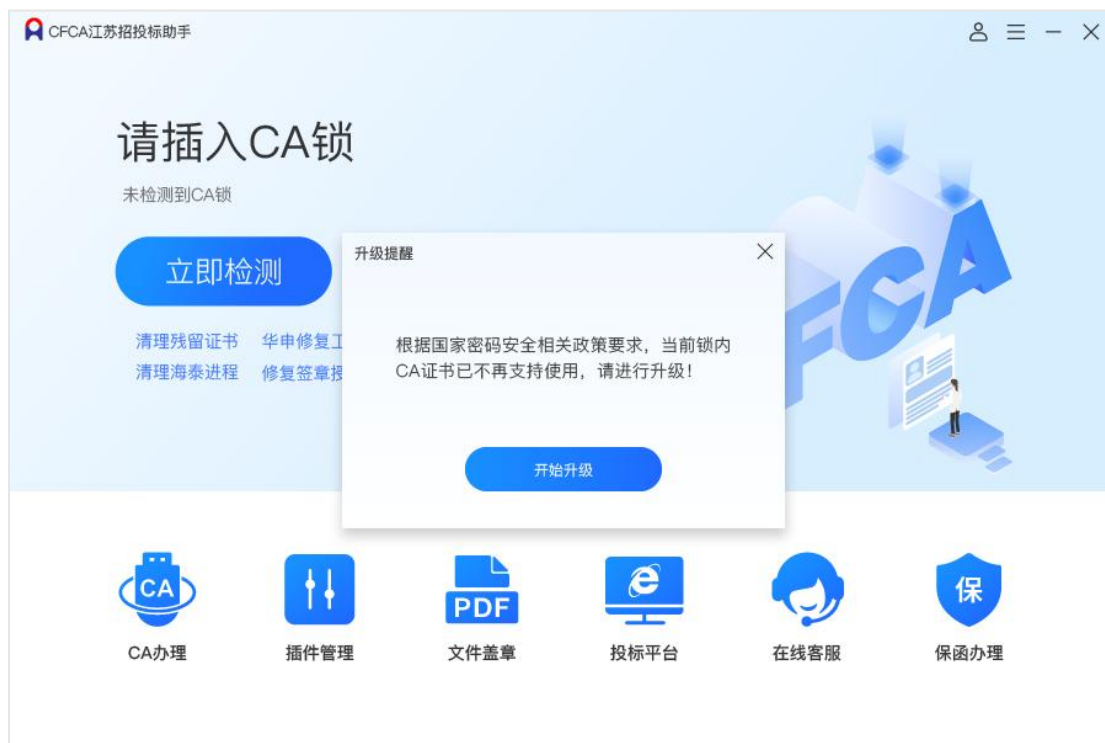 CFCA江苏招投标助手
请插入CA锁
未检测到CA锁
立即检测
清理残留证书 华申修复工
清理海泰进程 修复签章授
升级提醒
根据国家密码安全相关政策要求，当前锁内
CA证书已不再支持使用，请进行升级！
开始升级
FCA
CA
PDF
保
CA办理 插件管理 文件盖章 投标平台 在线客服 保函办理